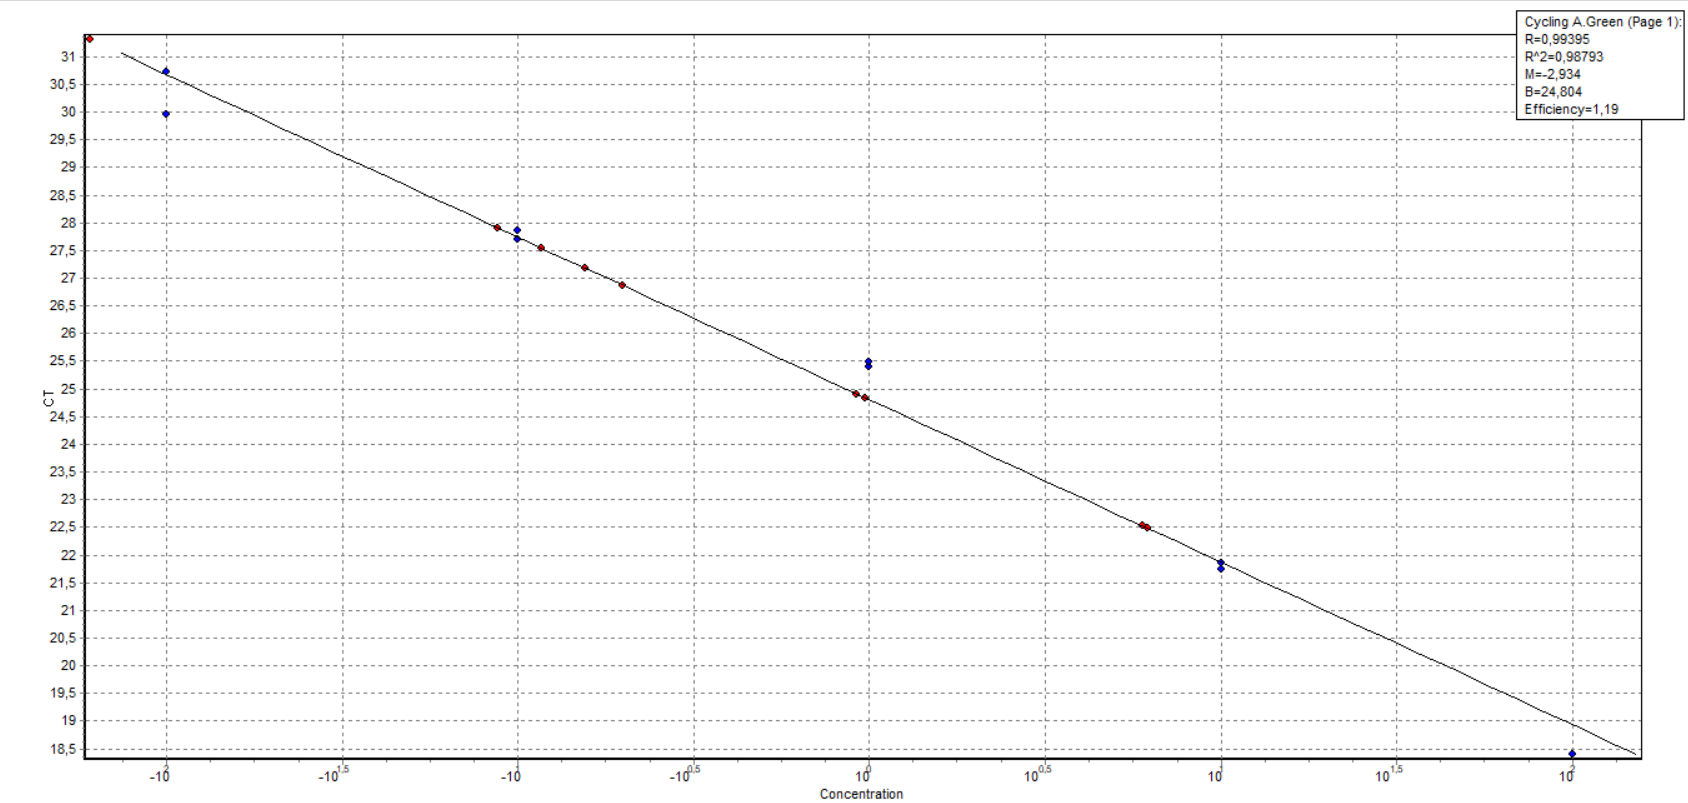 Cycling A.Green (Page 1):
R=0,99395
R^2=0,98793
M=-2,934
B=24,804
Efficiency=1,19
31
30,5
30
29,5
29
28,5
28
27,5
27
26,5
26
25,5
25
24,5
24
23,5
23
22,5
22
21,5
21
20,5
20
19,5
19
18,5
CT
-10^2 -10^1,5 -10^1 -10^0,5 10^0 10^0,5 10^1 10^1,5 10^2
Concentration